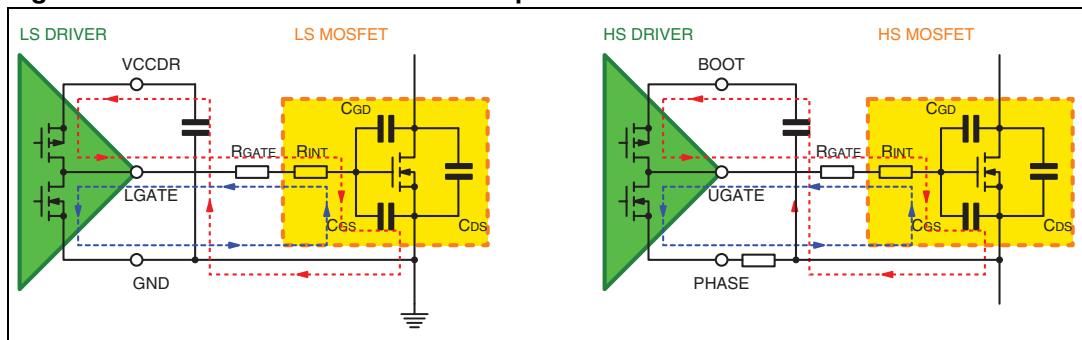 LS DRIVER
LS MOSFET
VCCDR
CGD
RGATE
RINT
LGATE
CGS
CDS
GND
HS DRIVER
HS MOSFET
BOOT
CGD
RGATE
RINT
UGATE
CGS
CDS
PHASE